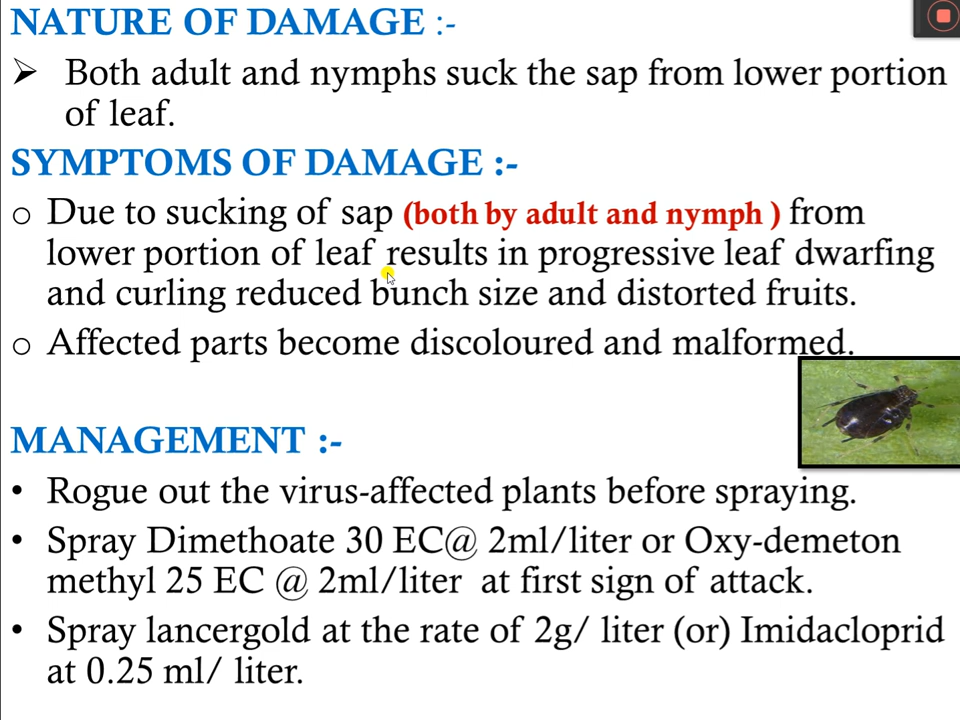 NATURE OF DAMAGE :-
➢ Both adult and nymphs suck the sap from lower portion
of leaf.
SYMPTOMS OF DAMAGE :-
o Due to sucking of sap (both by adult and nymph ) from
lower portion of leaf results in progressive leaf dwarfing
and curling reduced bunch size and distorted fruits.
o Affected parts become discoloured and malformed.
MANAGEMENT :-
• Rogue out the virus-affected plants before spraying.
• Spray Dimethoate 30 EC@ 2ml/liter or Oxy-demeton
methyl 25 EC @ 2ml/liter at first sign of attack.
• Spray lancergold at the rate of 2g/ liter (or) Imidacloprid
at 0.25 ml/ liter.